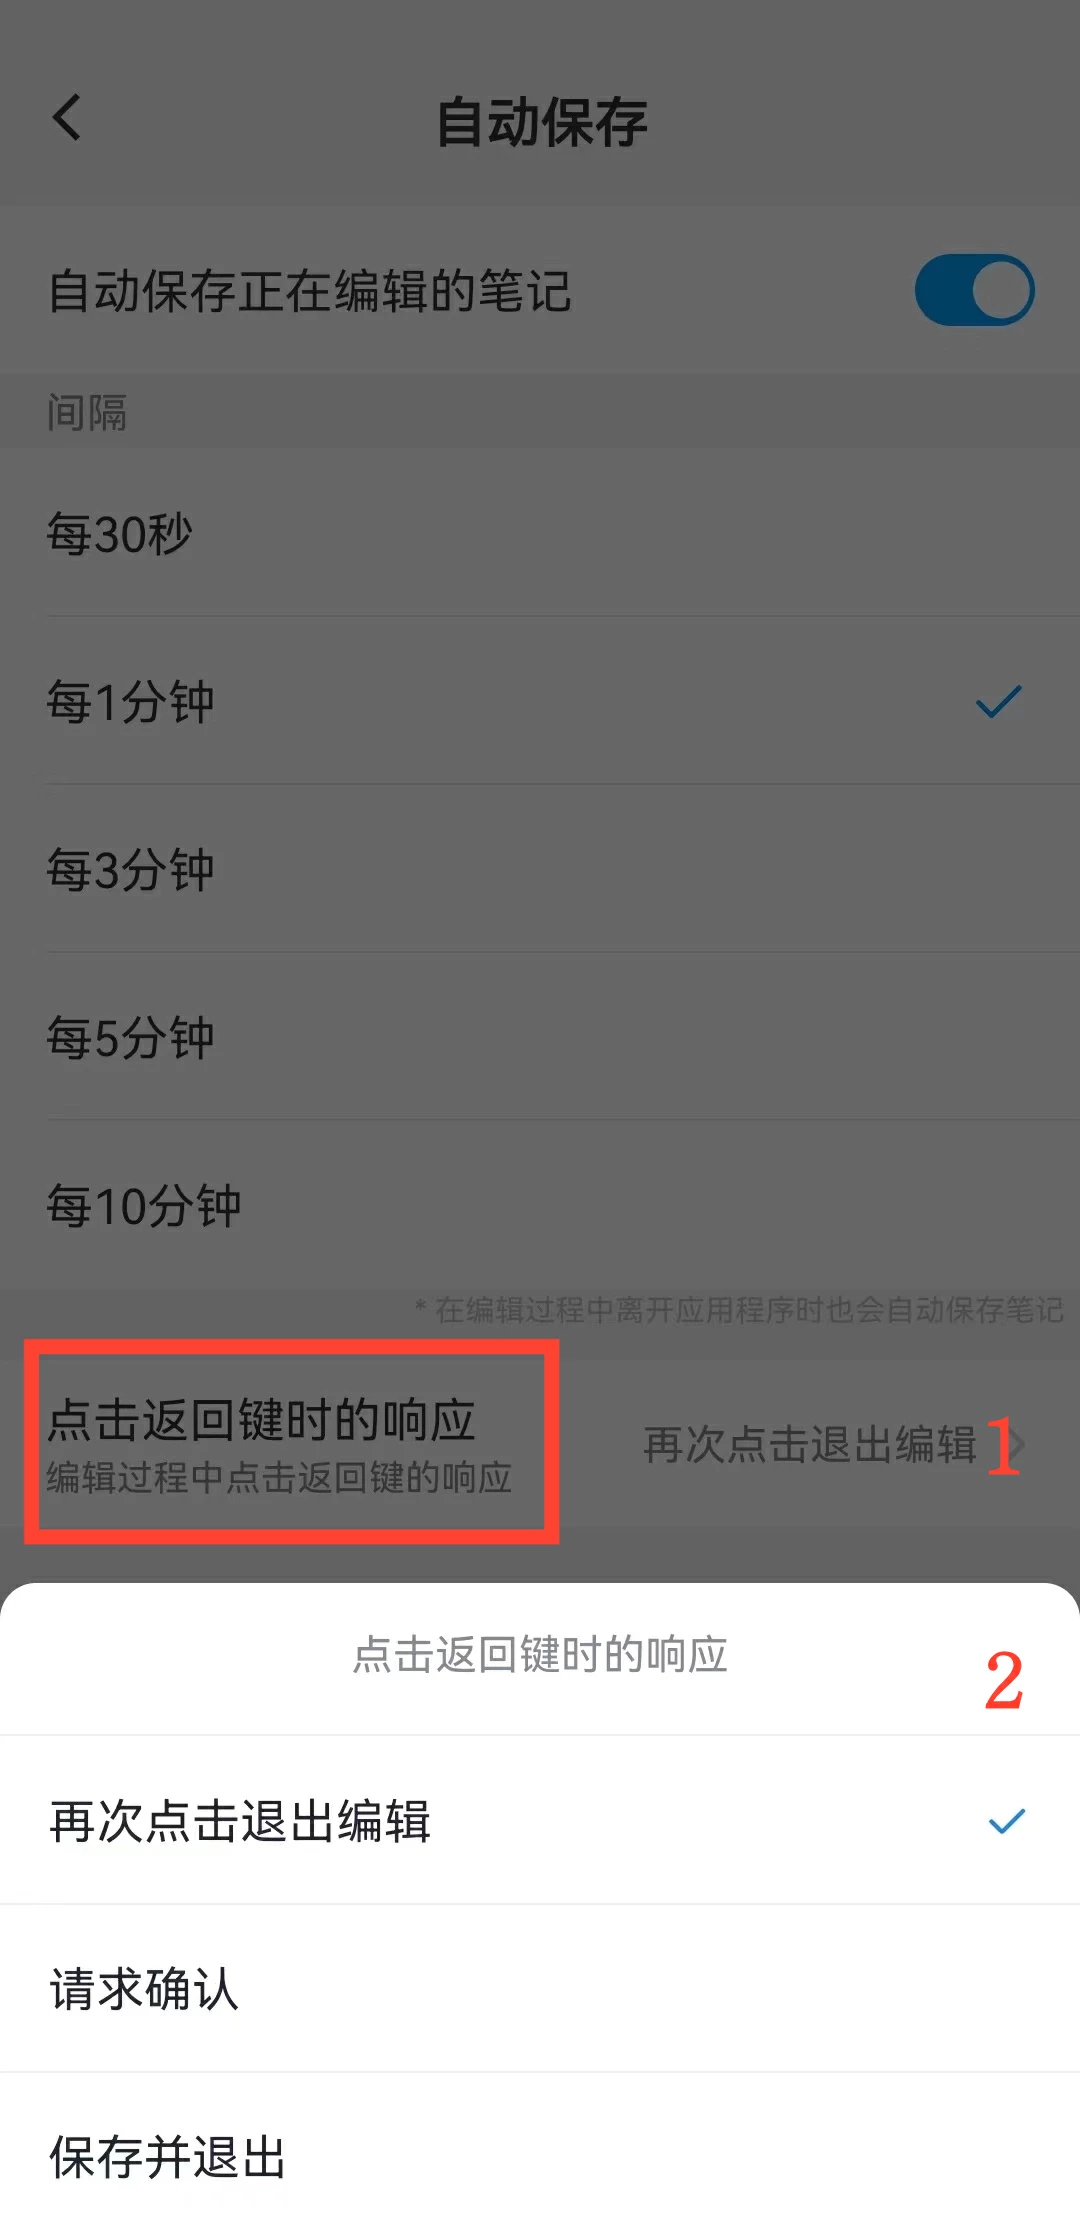 自动保存
自动保存正在编辑的笔记
间隔
每30秒
每1分钟
每3分钟
每5分钟
每10分钟
* 在编辑过程中离开应用程序时也会自动保存笔记
点击返回键时的响应
编辑过程中点击返回键的响应
再次点击退出编辑 1
点击返回键时的响应
2
再次点击退出编辑
请求确认
保存并退出